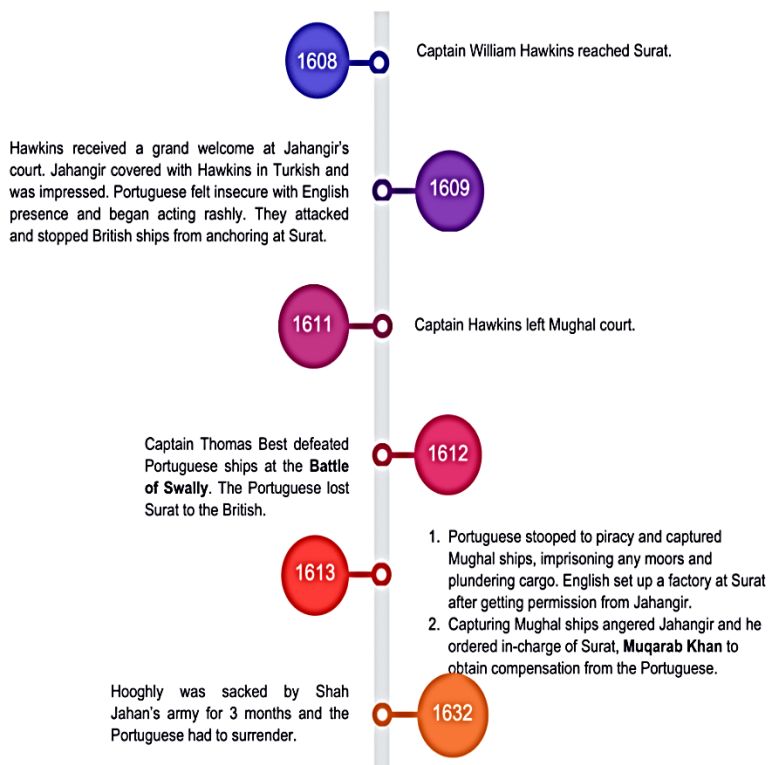 1608
Captain William Hawkins reached Surat.
Hawkins received a grand welcome at Jahangir's
court. Jahangir covered with Hawkins in Turkish and
was impressed. Portuguese felt insecure with English
presence and began acting rashly. They attacked
and stopped British ships from anchoring at Surat.
1609
1611
Captain Hawkins left Mughal court.
Captain Thomas Best defeated
Portuguese ships at the Battle
of Swally. The Portuguese lost
Surat to the British.
1612
1613
1. Portuguese stooped to piracy and captured
Mughal ships, imprisoning any moors and
plundering cargo. English set up a factory at Surat
after getting permission from Jahangir.
2. Capturing Mughal ships angered Jahangir and he
ordered in-charge of Surat, Muqarab Khan to
obtain compensation from the Portuguese.
Hooghly was sacked by Shah
Jahan's army for 3 months and the
Portuguese had to surrender.
1632